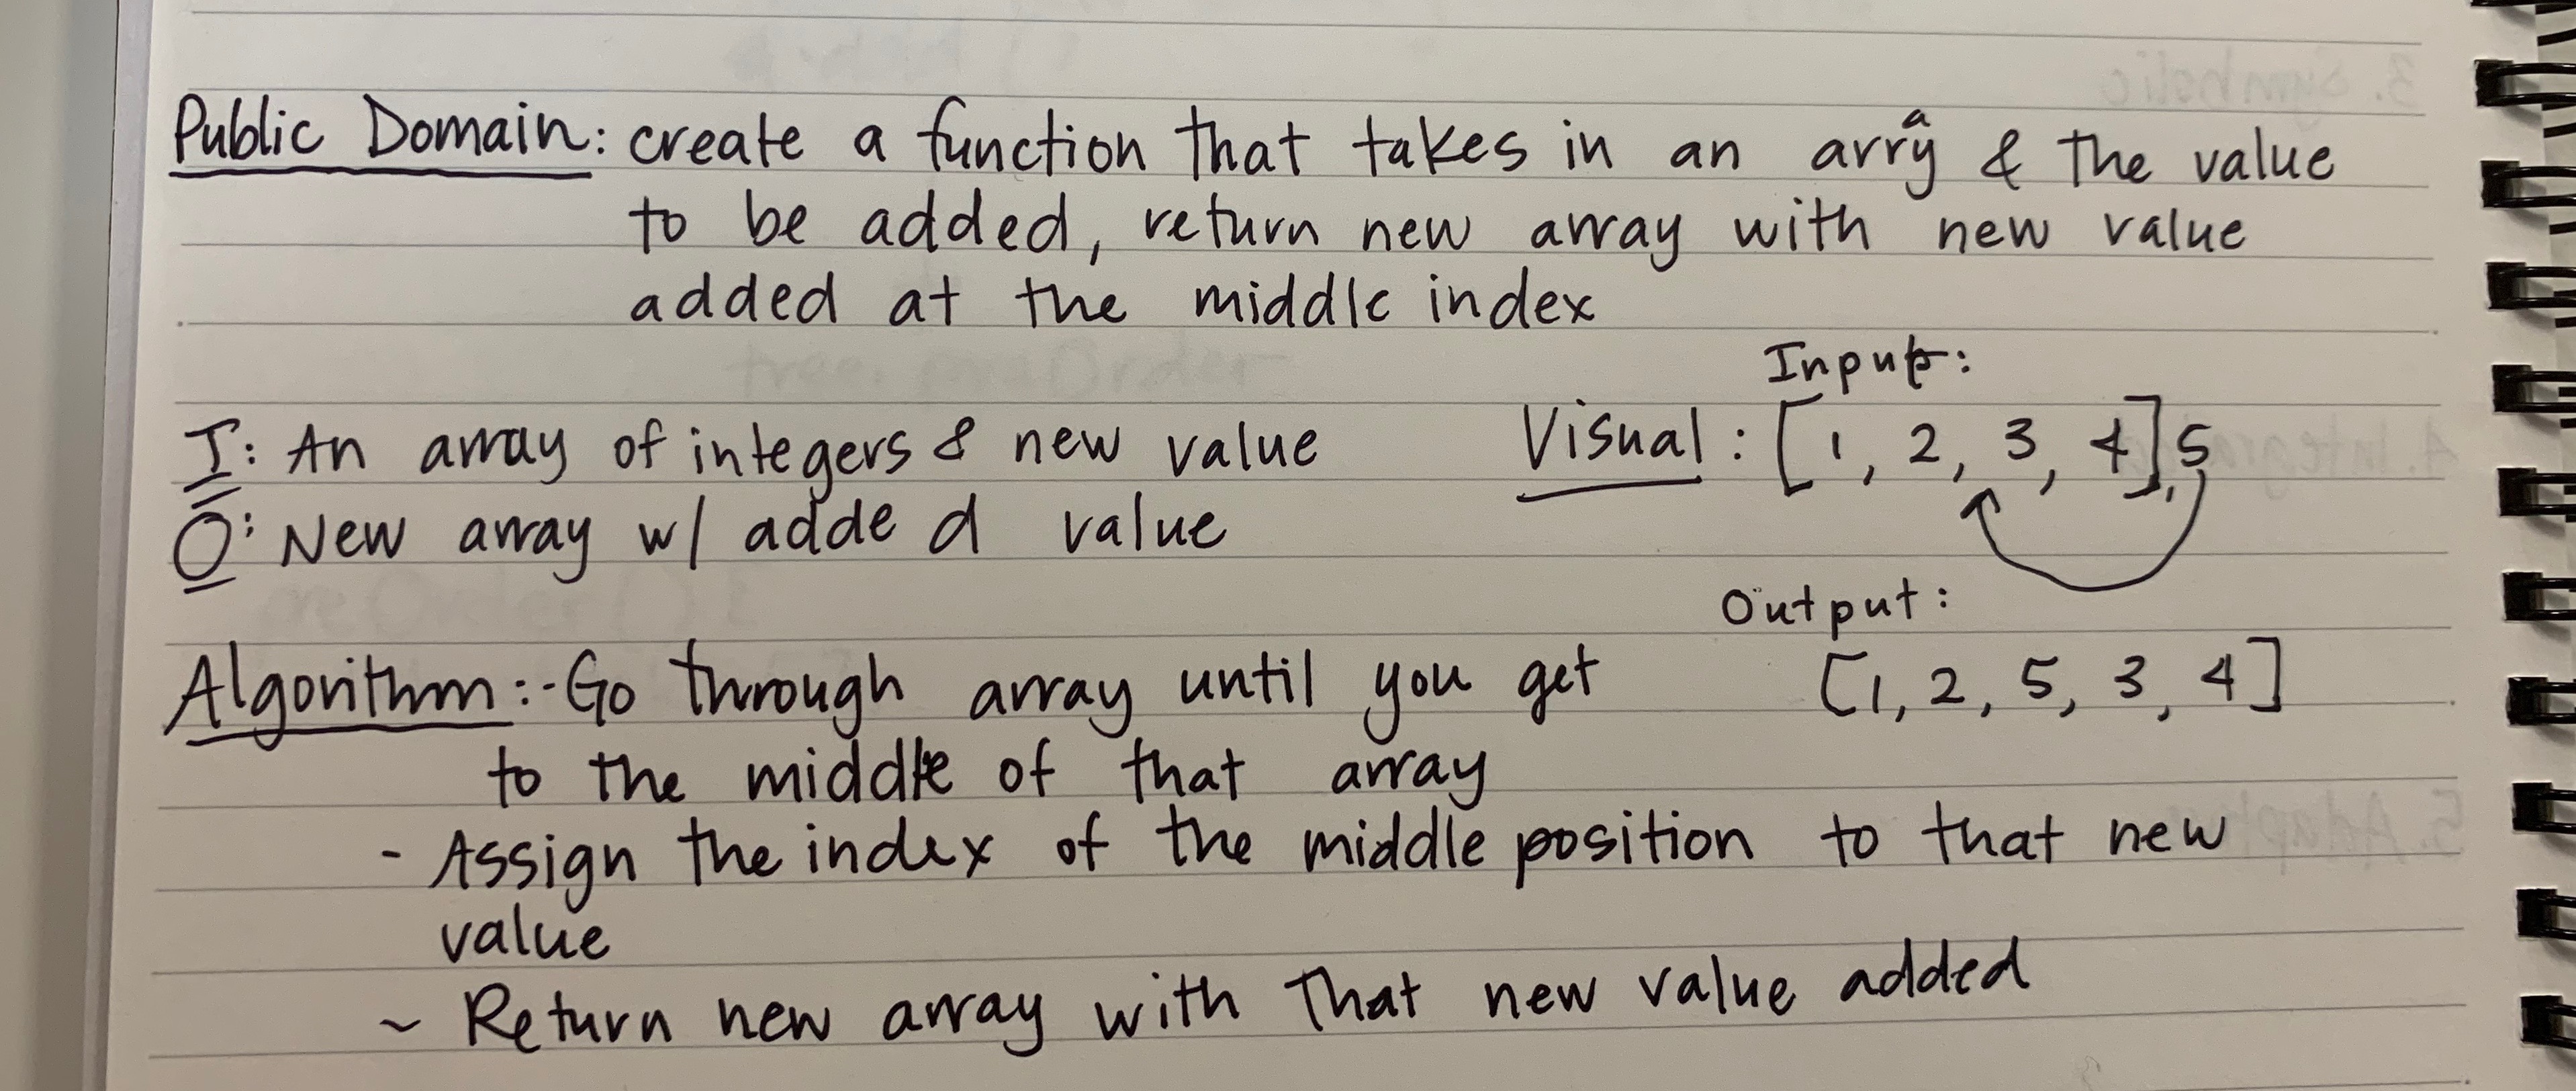 Public Domain: create a function that takes in an array & the value
to be added, return new array with new value
added at the middle index
I: An array of integers & new value
O: New array w/ added value
Input:
Visual: [1, 2, 3, 4], 5
Output:
[1, 2, 5, 3, 4]
Algorithm: - Go through array until you get
to the middle of that array
- Assign the index of the middle position to that new
value
~ Return new array with That new value added
3. Symbolic